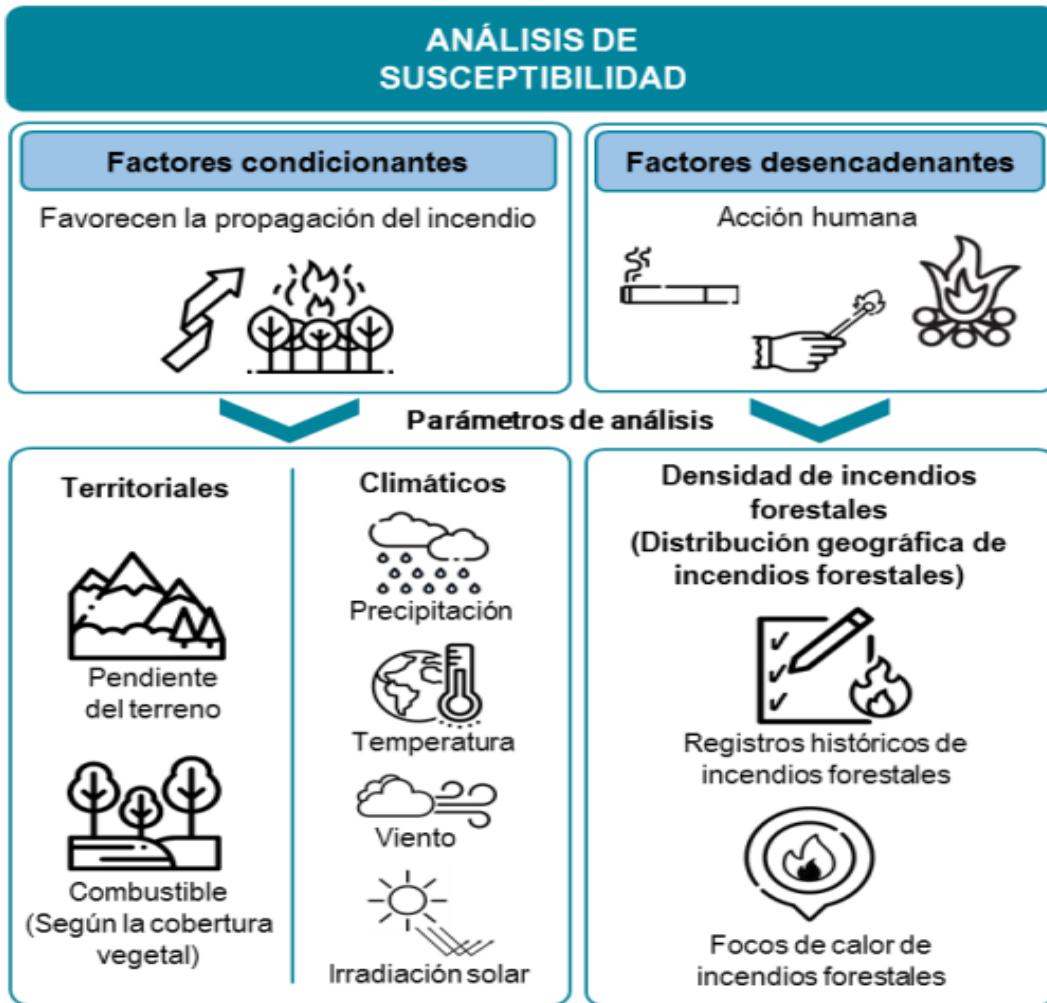 ANÁLISIS DE
SUSCEPTIBILIDAD
Factores condicionantes
Favorecen la propagación del incendio
Factores desencadenantes
Acción humana
Parámetros de análisis
Territoriales
Pendiente
del terreno
Combustible
(Según la cobertura
vegetal)
Climáticos
Precipitación
Temperatura
Viento
Irradiación solar
Densidad de incendios
forestales
(Distribución geográfica de
incendios forestales)
Registros históricos de
incendios forestales
Focos de calor de
incendios forestales